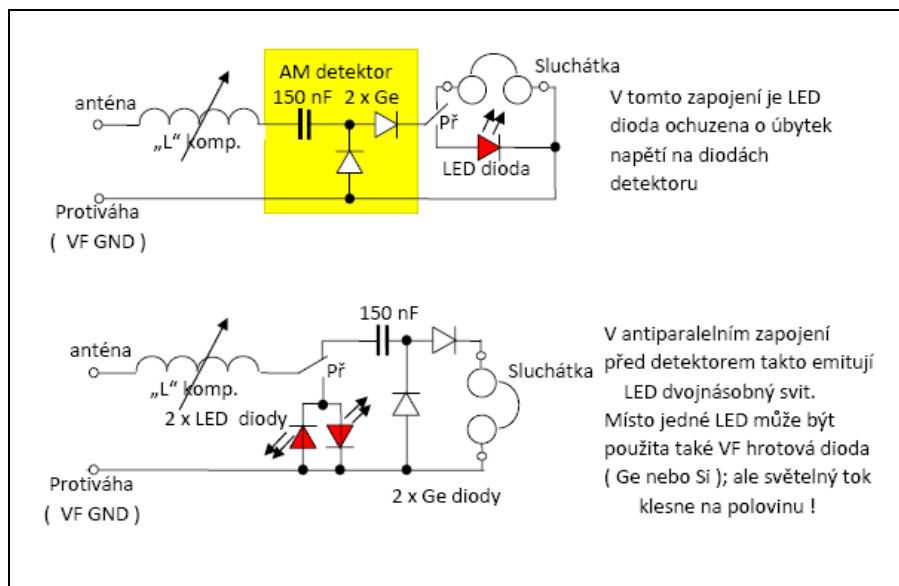 AM detektor
150 nF 2 x Ge
anténa
„L“ komp.
Př
Sluchátka
LED dioda
Protiváha
( VF GND )
V tomto zapojení je LED
dioda ochuzena o úbytek
napětí na diodách
detektoru
150 nF
anténa
„L“ komp.
Př
2 x LED diody
Sluchátka
Protiváha
( VF GND )
2 x Ge diody
V antiparalelním zapojení
před detektorem takto emitují
LED dvojnásobný svit.
Místo jedné LED může být
použita také VF hrotová dioda
( Ge nebo Si ); ale světelný tok
klesne na polovinu !